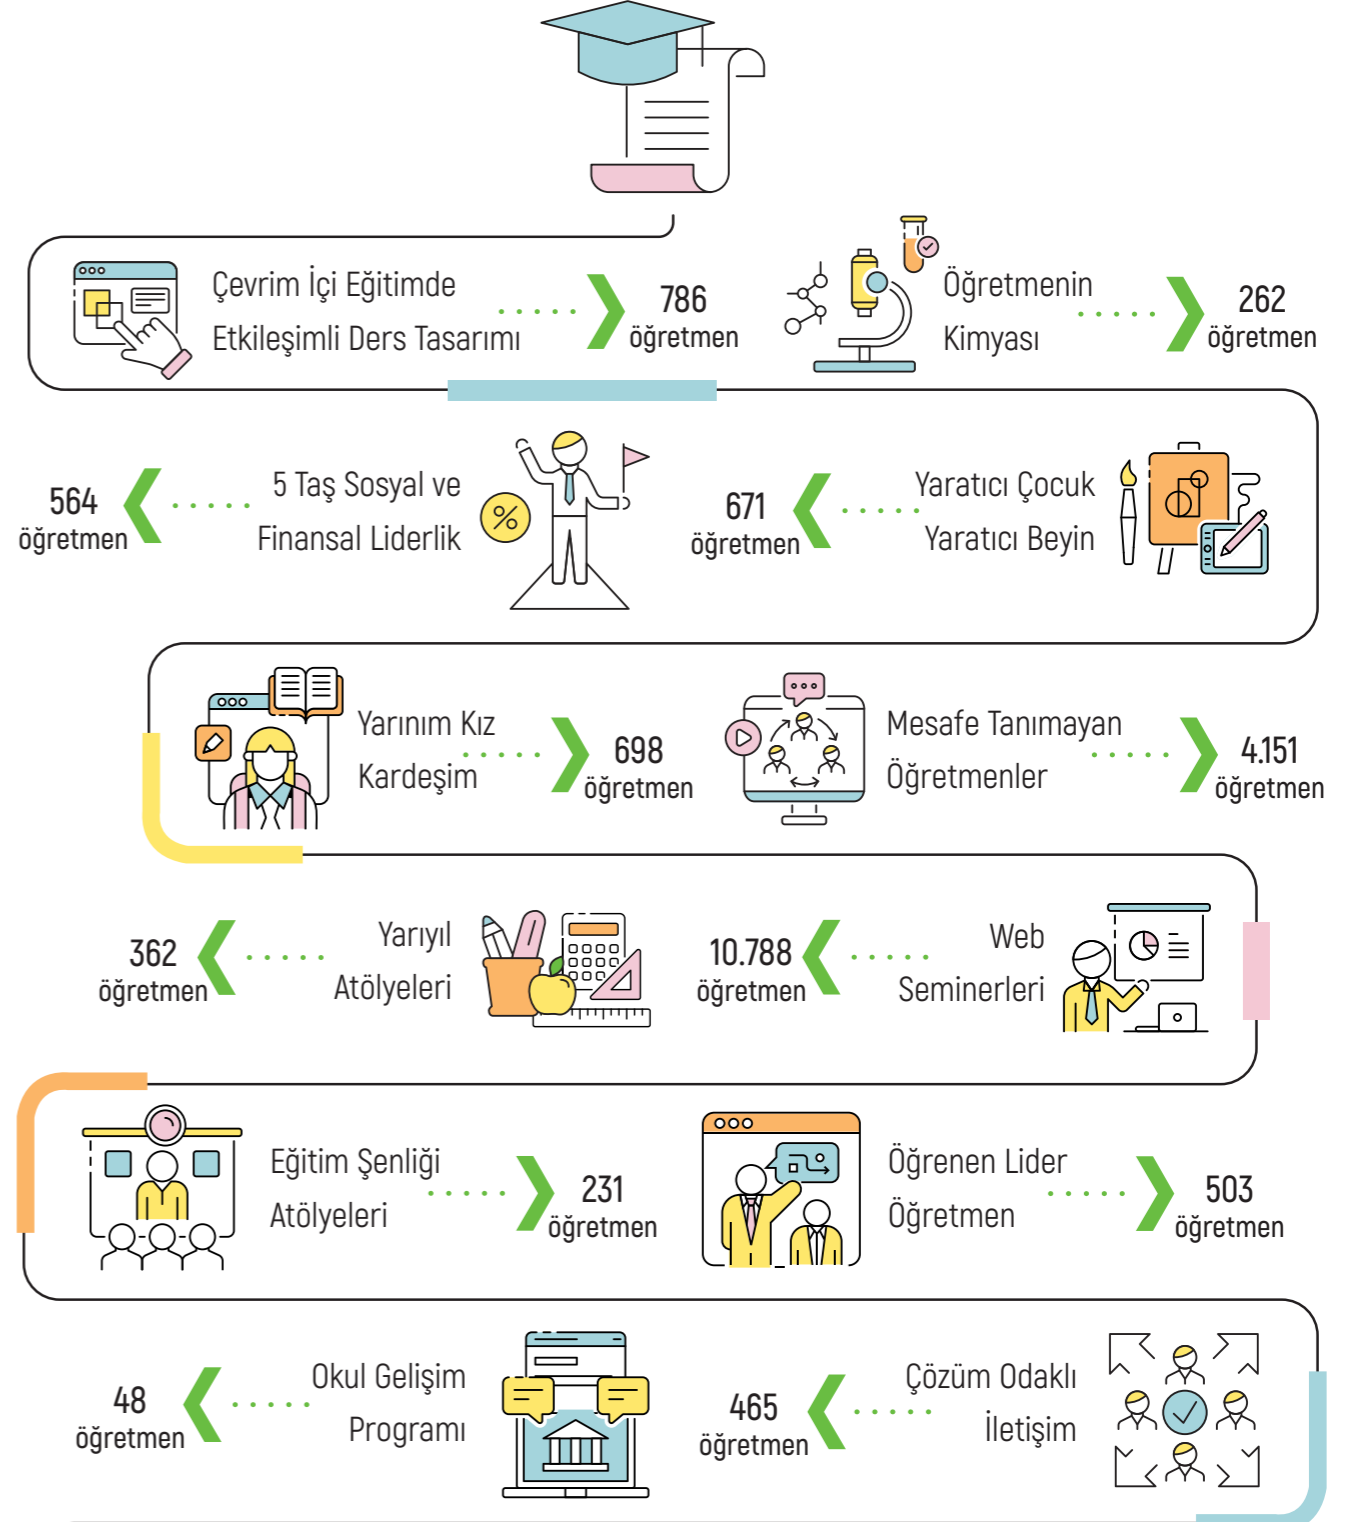 Çevrim İçi Eğitimde
Etkileşimli Ders Tasarımı
786
öğretmen
Öğretmenin
Kimyası
262
öğretmen
564
öğretmen
5 Taş Sosyal ve
Finansal Liderlik
%
671
öğretmen
Yaratıcı Çocuk
Yaratıcı Beyin
Yarınım Kız
Kardeşim
698
öğretmen
Mesafe Tanımayan
Öğretmenler
4.151
öğretmen
362
öğretmen
Yarıyıl
Atölyeleri
10.788
öğretmen
Web
Seminerleri
Eğitim Şenliği
Atölyeleri
231
öğretmen
Öğrenen Lider
Öğretmen
503
öğretmen
48
öğretmen
Okul Gelişim
Programı
465
öğretmen
Çözüm Odaklı
İletişim